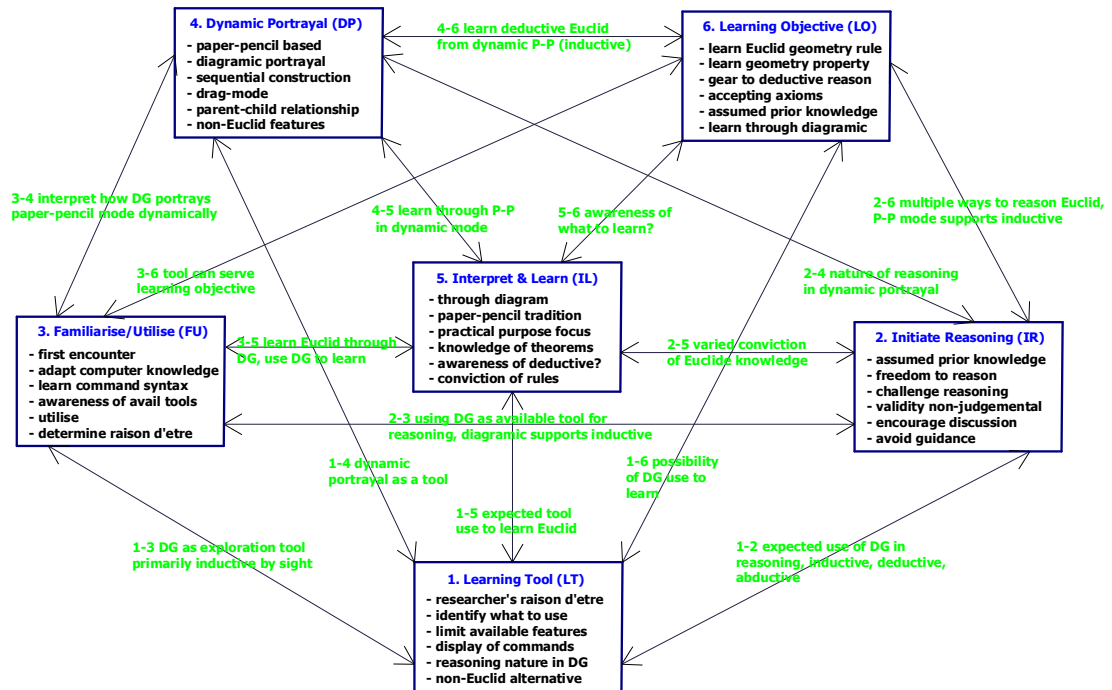 4. Dynamic Portrayal (DP)
- paper-pencil based
- diagramic portrayal
- sequential construction
- drag-mode
- parent-child relationship
- non-Euclid features
4-6 learn deductive Euclid
from dynamic P-P (inductive)
6. Learning Objective (LO)
- learn Euclid geometry rule
- learn geometry property
- gear to deductive reason
- accepting axioms
- assumed prior knowledge
- learn through diagramic
3-4 interpret how DG portrays
paper-pencil mode dynamically
4-5 learn through P-P
in dynamic mode
5-6 awareness of
what to learn?
2-6 multiple ways to reason Euclid,
P-P mode supports inductive
3-6 tool can serve
learning objective
2-4 nature of reasoning
in dynamic portrayal
5. Interpret & Learn (IL)
- through diagram
- paper-pencil tradition
- practical purpose focus
- knowledge of theorems
- awareness of deductive?
- conviction of rules
3. Familiarise/Utilise (FU)
- first encounter
- adapt computer knowledge
- learn command syntax
- awareness of avail tools
- utilise
- determine raison d'etre
3-5 learn Euclid through
DG, use DG to learn
2-5 varied conviction
of Euclide knowledge
2. Initiate Reasoning (IR)
- assumed prior knowledge
- freedom to reason
- challenge reasoning
- validity non-judgemental
- encourage discussion
- avoid guidance
2-3 using DG as available tool for
reasoning, diagramic supports inductive
1-4 dynamic
portrayal as a tool
1-6 possibility
of DG use to
learn
1-5 expected tool
use to learn Euclid
1-3 DG as exploration tool
primarily inductive by sight
1-2 expected use of DG in
reasoning, inductive, deductive,
abductive
1. Learning Tool (LT)
- researcher's raison d'etre
- identify what to use
- limit available features
- display of commands
- reasoning nature in DG
- non-Euclid alternative